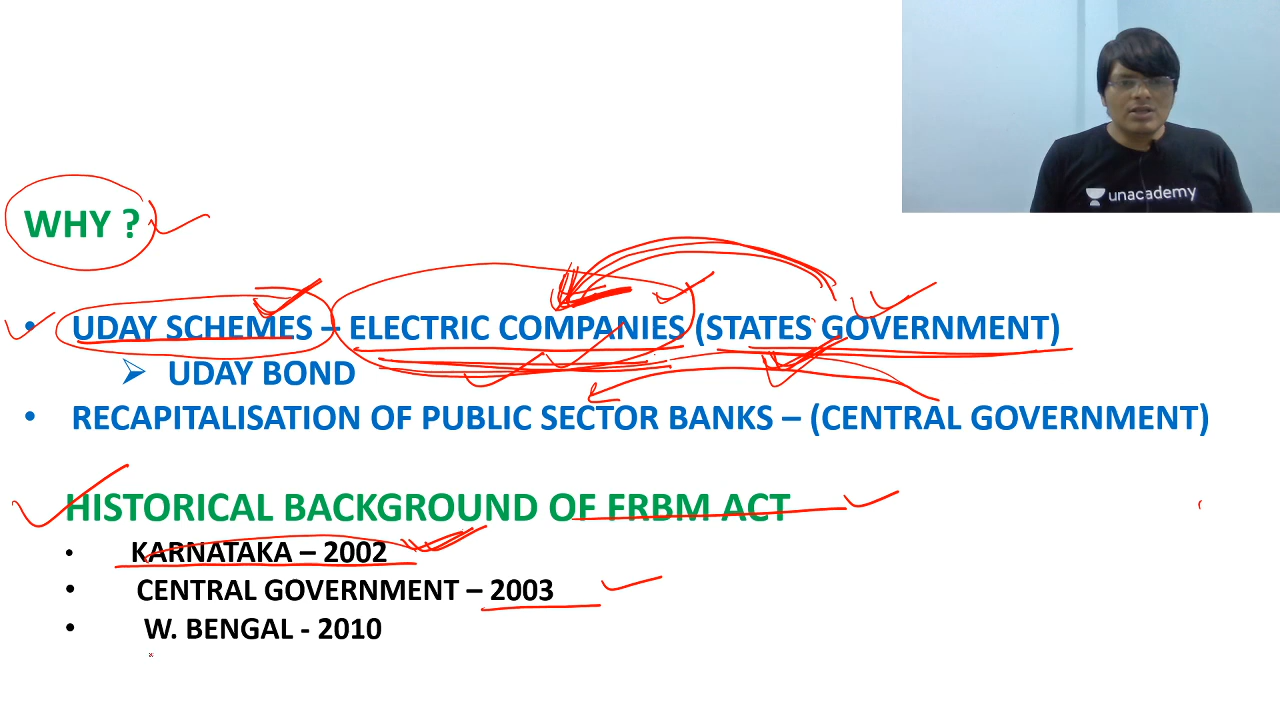 unacademy
WHY ?
• UDAY SCHEMES – ELECTRIC COMPANIES (STATES GOVERNMENT)
➢ UDAY BOND
• RECAPITALISATION OF PUBLIC SECTOR BANKS – (CENTRAL GOVERNMENT)
HISTORICAL BACKGROUND OF FRBM ACT
• KARNATAKA – 2002
• CENTRAL GOVERNMENT – 2003
• W. BENGAL - 2010